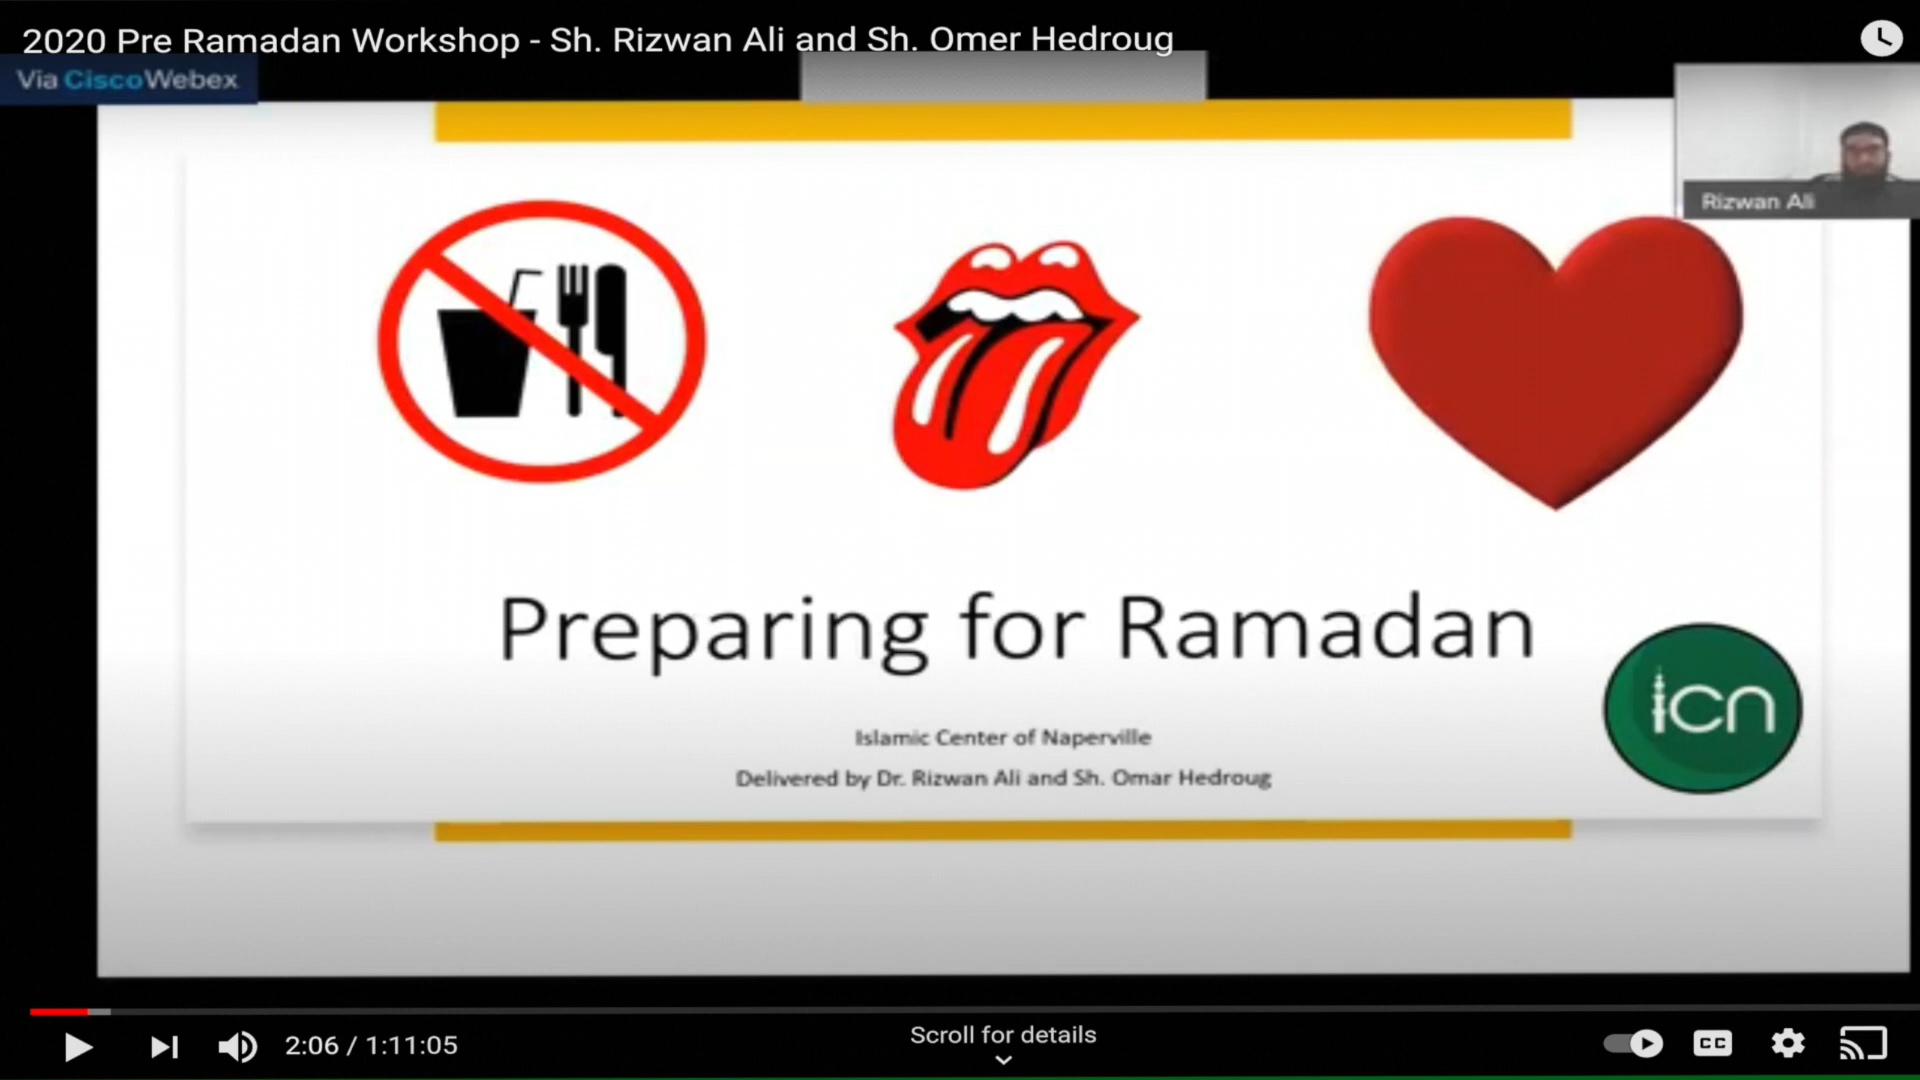 2020 Pre Ramadan Workshop - Sh. Rizwan Ali and Sh. Omer Hedroug
Via CiscoWebex
Rizwan Ali
Preparing for Ramadan
icn
Islamic Center of Naperville
Delivered by Dr. Rizwan Ali and Sh. Omar Hedroug
2:06 / 1:11:05
Scroll for details
CC